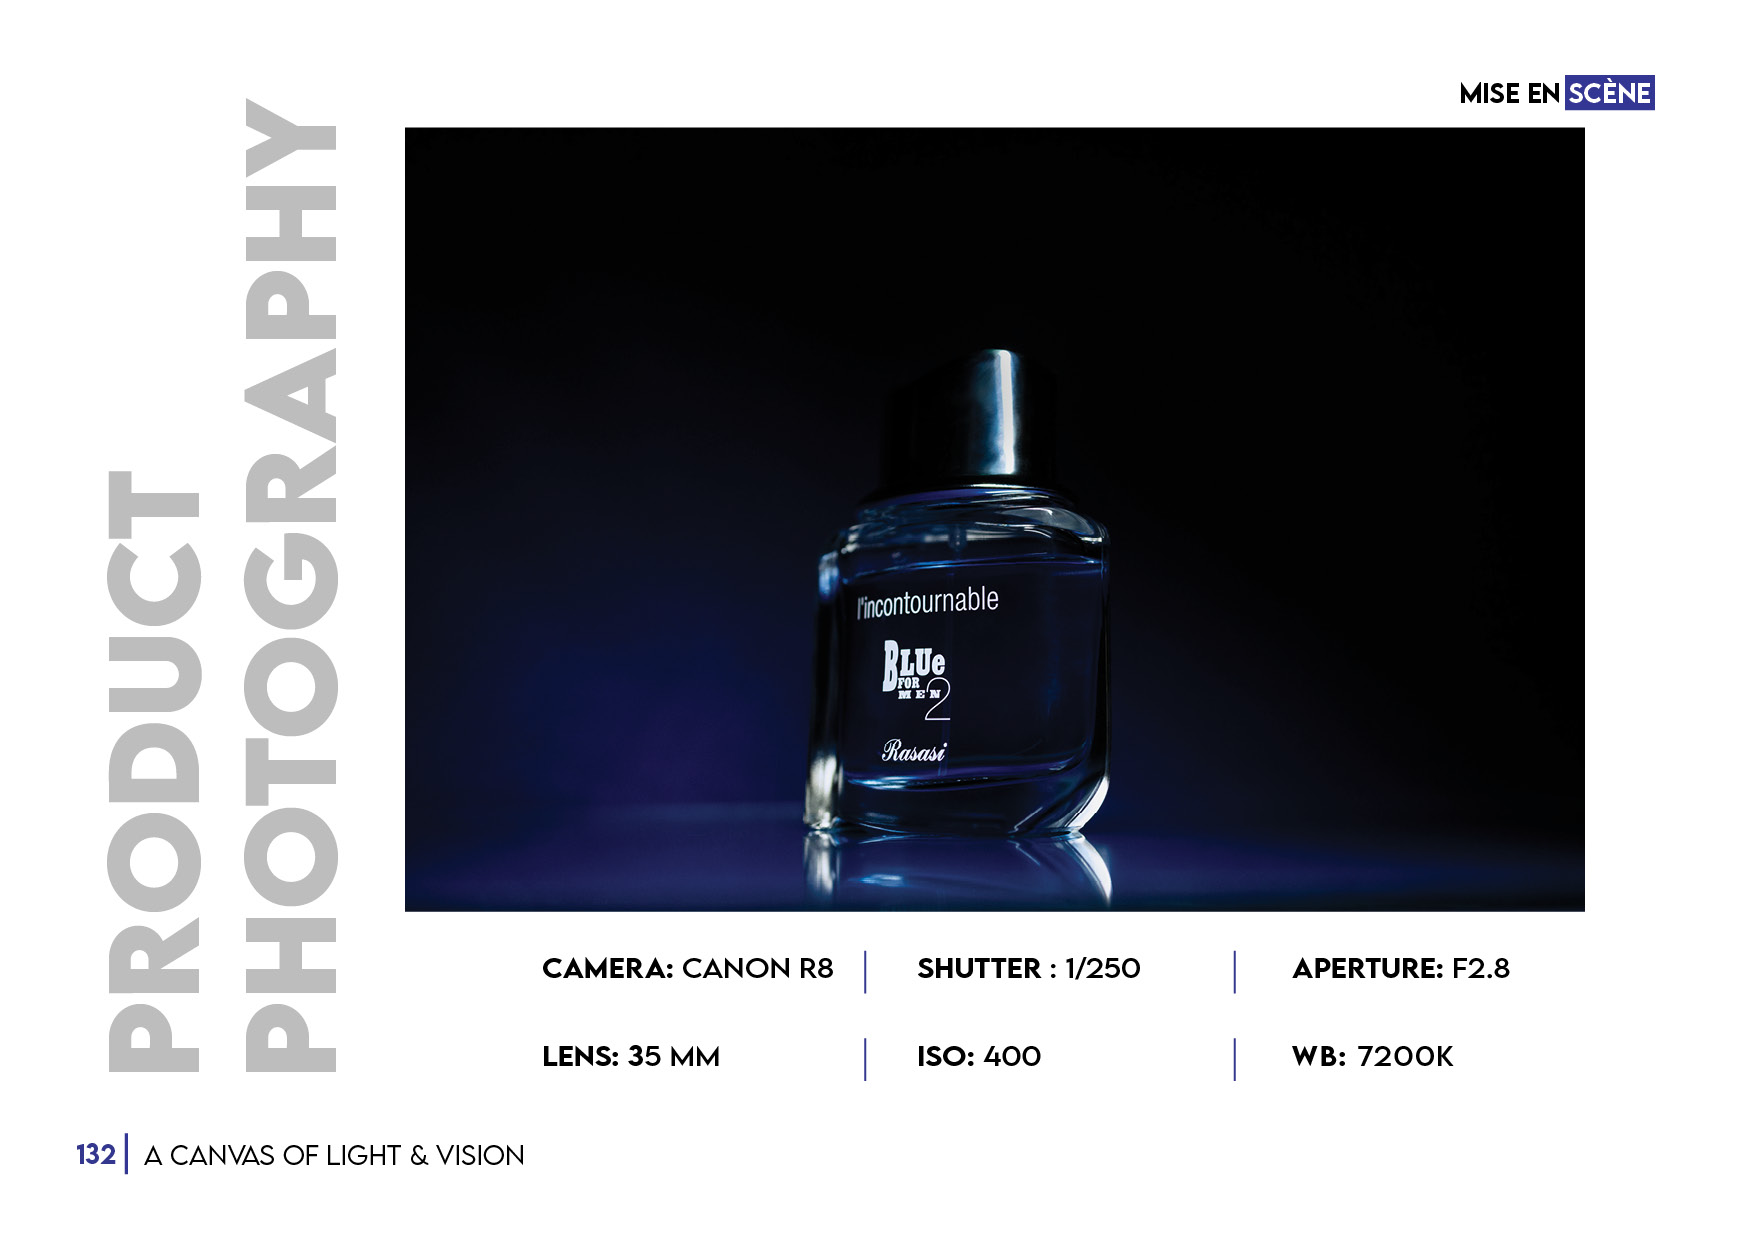 MISE EN SCÈNE
PRODUCT
PHOTOGRAPHY
l'incontournable
BLUe
FOR
MEN 2
Rasasi
CAMERA: CANON R8
SHUTTER : 1/250
APERTURE: F2.8
LENS: 35 MM
ISO: 400
WB: 7200K
132 A CANVAS OF LIGHT & VISION